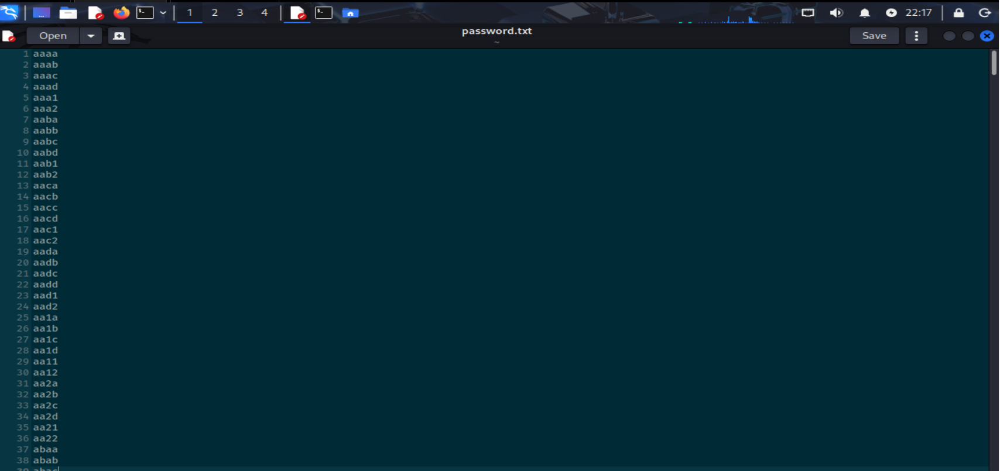 1 2 3 4 22:17
Open password.txt Save
~
1 aaaa
2 aaab
3 aaac
4 aaad
5 aaa1
6 aaa2
7 aaba
8 aabb
9 aabc
10 aabd
11 aab1
12 aab2
13 aaca
14 aacb
15 aacc
16 aacd
17 aac1
18 aac2
19 aada
20 aadb
21 aadc
22 aadd
23 aad1
24 aad2
25 aa1a
26 aa1b
27 aa1c
28 aa1d
29 aa11
30 aa12
31 aa2a
32 aa2b
33 aa2c
34 aa2d
35 aa21
36 aa22
37 abaa
38 abab
39 abac